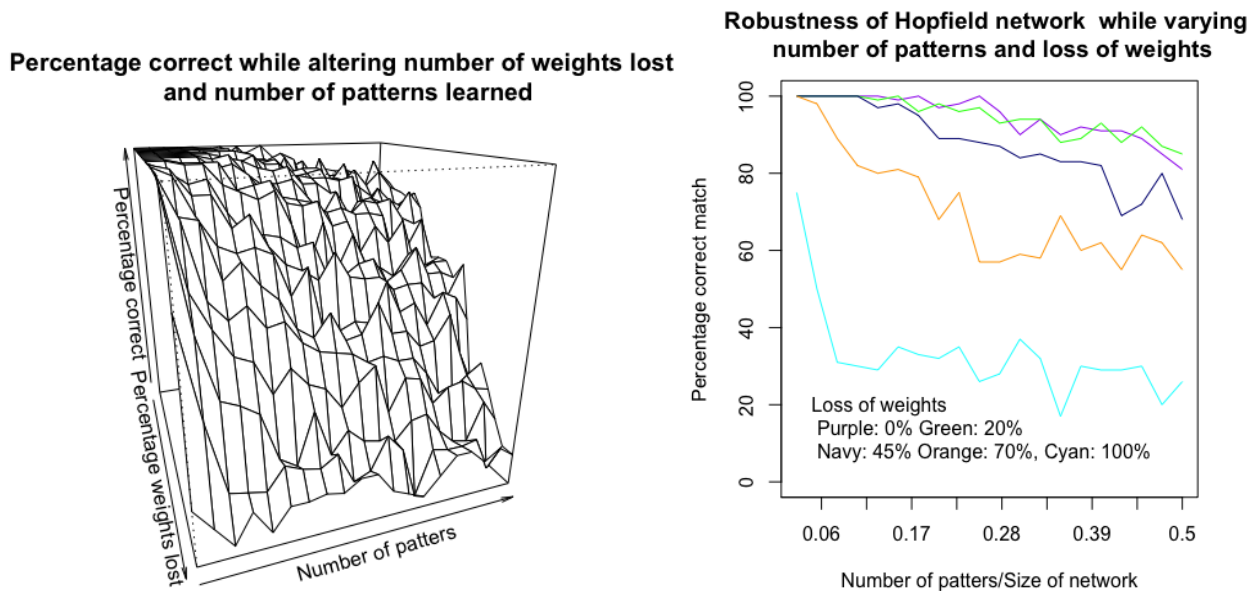 Percentage correct while altering number of weights lost
and number of patterns learned
Percentage correct
Percentage weights lost
Number of patters
Robustness of Hopfield network  while varying
number of patterns and loss of weights
Percentage correct match
100
80
60
40
20
0
Loss of weights
Purple: 0% Green: 20%
Navy: 45% Orange: 70%, Cyan: 100%
0.06 0.17 0.28 0.39 0.5
Number of patters/Size of network